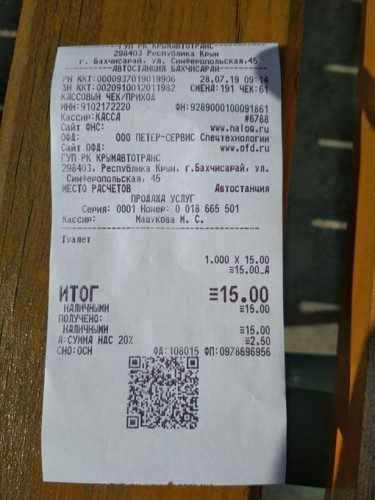 ГУП РК КРЫМАВТОТРАНС
298403 Республика Крым
г. Бахчисарай, ул. Симферопольская,45
АВТОСТАНЦИЯ БАХЧИСАРАЙ
РН ККТ:0000937019019906 28.07.19 09:14
ЗН ККТ:0020910012011982 СМЕНА:191 ЧЕК:61
КАССОВЫЙ ЧЕК/ПРИХОД
ИНН:9102172220 ФН:9289000100091861
Кассир:КАССА #6788
Сайт ФНС: www.nalog.ru
ОФД: ООО ПЕТЕР-СЕРВИС Спецтехнологии
Сайт ОФД: www.ofd.ru
ГУП РК КРЫМАВТОТРАНС
298403, Республика Крым, г.Бахчисарай, ул.
Симферопольская, 45
МЕСТО РАСЧЕТОВ Автостанция
ПРОДАЖА УСЛУГ
Серия: 0001 Номер: 0 018 665 501
Кассир: Мацукова М. С.
Туалет
1.000 X 15.00
≡15.00_А
ИТОГ ≡15.00
НАЛИЧНЫМИ ≡15.00
ПОЛУЧЕНО:
НАЛИЧНЫМИ ≡15.00
А:СУММА НДС 20% ≡2.50
СНО:ОСН ФД:108015 ФП:0978696956